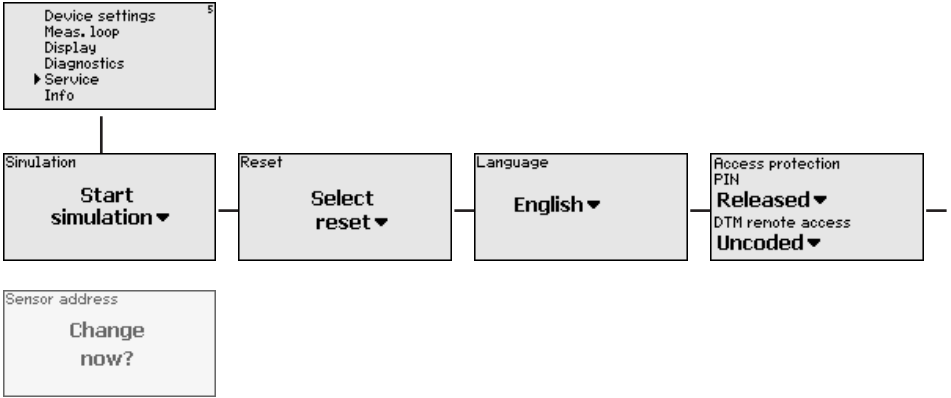 Device settings
5
Meas. loop
Display
Diagnostics
Service
Info
Simulation
Start
simulation
Reset
Select
reset
Language
English
Access protection
PIN
Released
DTM remote access
Uncoded
Sensor address
Change
now?